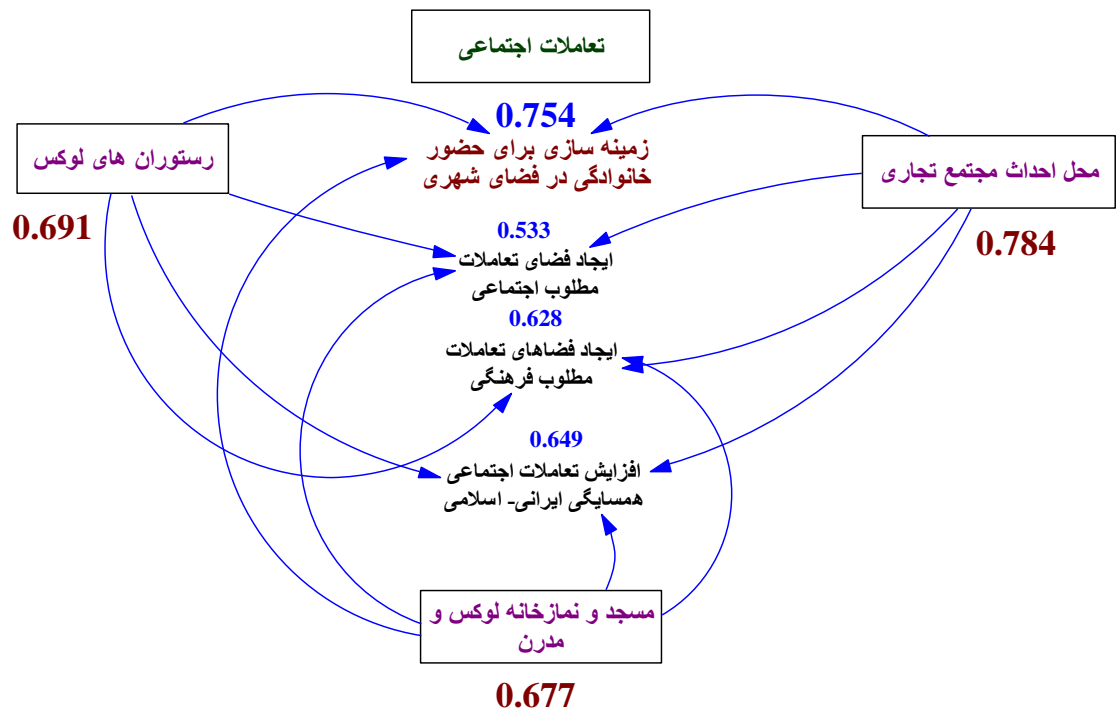 تعاملات اجتماعی
0.754
زمینه سازی برای حضور
خانوادگی در فضای شهری
رستوران های لوکس
0.691
محل احداث مجتمع تجاری
0.784
0.533
ایجاد فضای تعاملات
مطلوب اجتماعی
0.628
ایجاد فضاهای تعاملات
مطلوب فرهنگی
0.649
افزایش تعاملات اجتماعی
همسایگی ایرانی- اسلامی
مسجد و نمازخانه لوکس و
مدرن
0.677